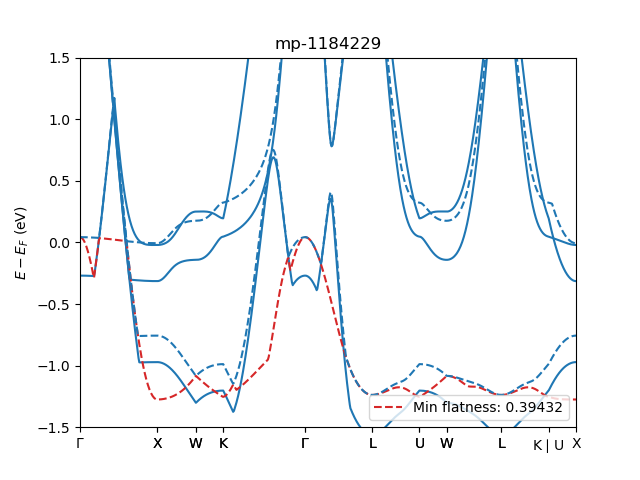 mp-1184229
1.5
1.0
0.5
0.0
−0.5
−1.0
−1.5
E − E_F (eV)
Min flatness: 0.39432
Γ X W K Γ L U W L K | U X